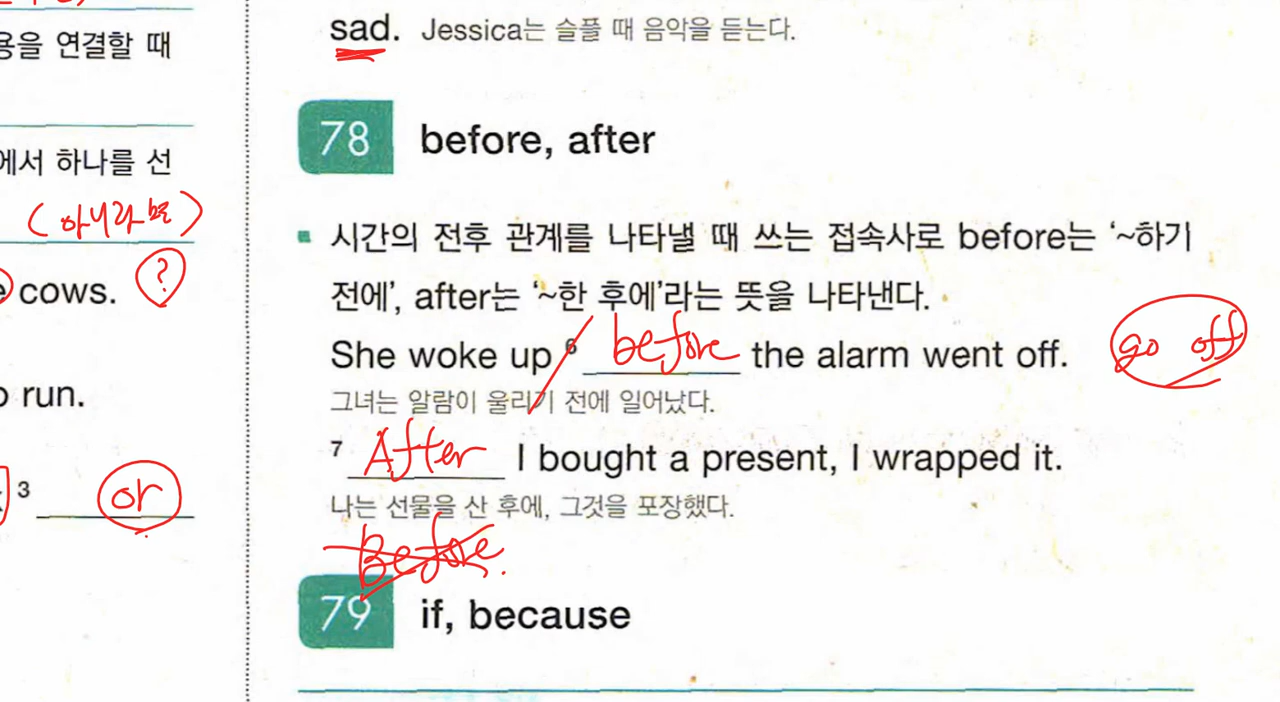 용을 연결할 때
에서 하나를 선
(아니라면)
cows. ?
run.
3 or
sad. Jessica는 슬플 때 음악을 듣는다.
78 before, after
시간의 전후 관계를 나타낼 때 쓰는 접속사로 before는 ‘~하기
전에’, after는 ‘~한 후에’라는 뜻을 나타낸다.
She woke up 6 before the alarm went off. go off
그녀는 알람이 울리기 전에 일어났다.
7 After I bought a present, I wrapped it.
나는 선물을 산 후에, 그것을 포장했다.
Before.
79 if, because